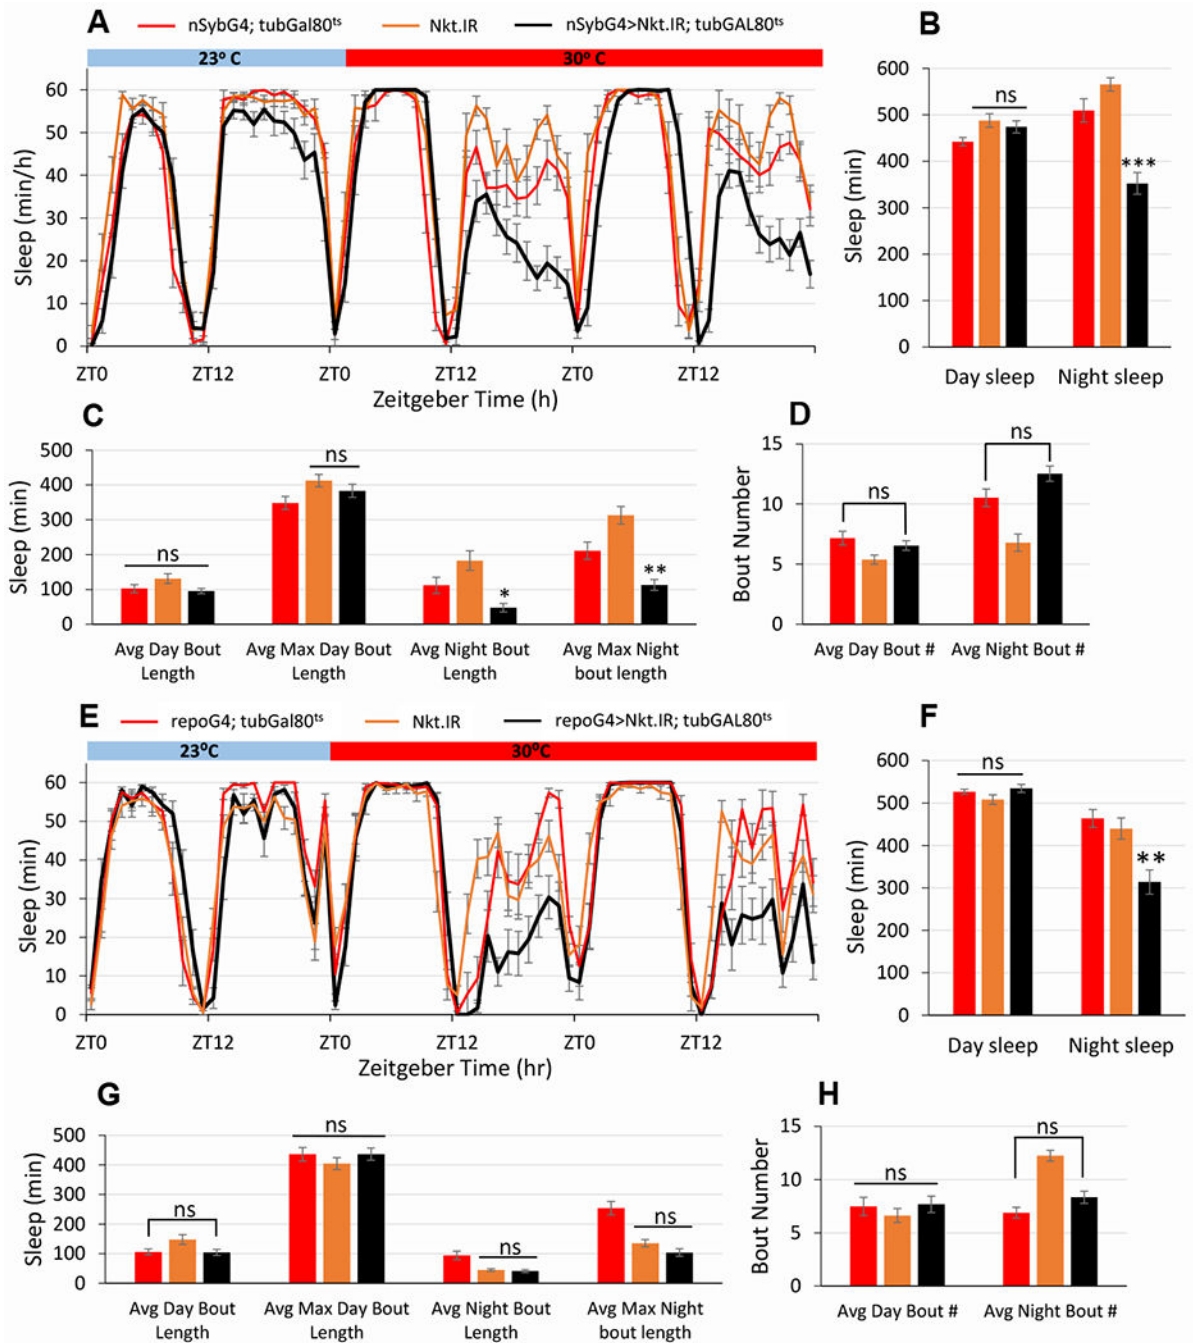 A
nSybG4; tubGal80ts
Nkt.IR
nSybG4>Nkt.IR; tubGAL80ts
23o C
30o C
Sleep (min/h)
60
50
40
30
20
10
0
ZT0
ZT12
ZT0
ZT12
ZT0
ZT12
Zeitgeber Time (h)
B
Sleep (min)
600
500
400
300
200
100
0
ns
***
Day sleep
Night sleep
C
Sleep (min)
500
400
300
200
100
0
ns
ns
*
**
Avg Day Bout
Length
Avg Max Day Bout
Length
Avg Night Bout
Length
Avg Max Night
bout length
D
Bout Number
15
10
5
0
ns
ns
Avg Day Bout #
Avg Night Bout #
E
repoG4; tubGal80ts
Nkt.IR
repoG4>Nkt.IR; tubGAL80ts
23oC
30oC
Sleep (min)
60
50
40
30
20
10
0
ZT0
ZT12
ZT0
ZT12
ZT0
ZT12
Zeitgeber Time (hr)
F
Sleep (min)
600
500
400
300
200
100
0
ns
**
Day sleep
Night sleep
G
Sleep (min)
500
400
300
200
100
0
ns
ns
ns
ns
Avg Day Bout
Length
Avg Max Day Bout
Length
Avg Night Bout
Length
Avg Max Night
bout length
H
Bout Number
15
10
5
0
ns
ns
Avg Day Bout #
Avg Night Bout #